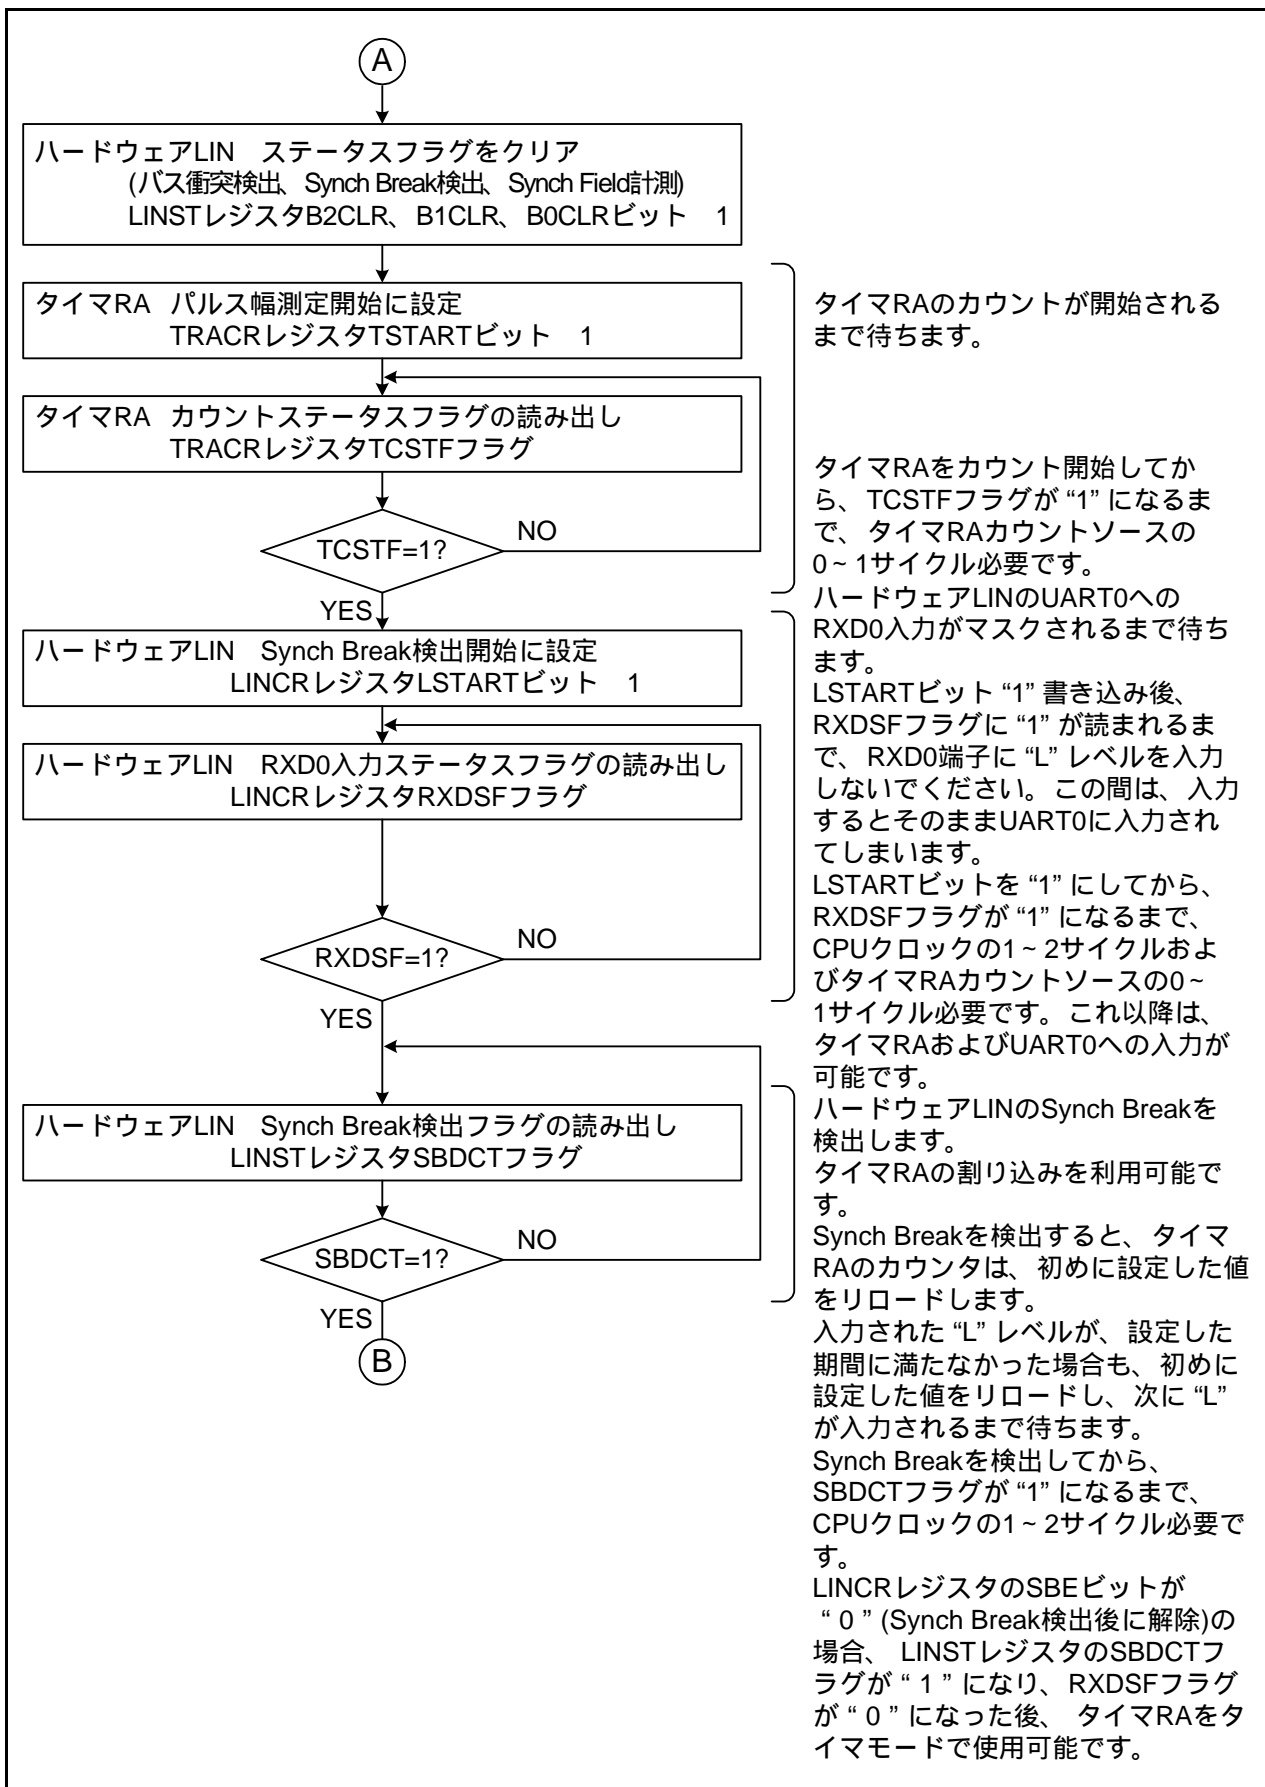 A
ハードウェアLIN　ステータスフラグをクリア
(バス衝突検出、Synch Break検出、Synch Field計測)
LINSTレジスタB2CLR、B1CLR、B0CLRビット　1
タイマRA　パルス幅測定開始に設定
TRACRレジスタTSTARTビット　1
タイマRA　カウントステータスフラグの読み出し
TRACRレジスタTCSTFフラグ
TCSTF=1?
NO
YES
ハードウェアLIN　Synch Break検出開始に設定
LINCRレジスタLSTARTビット　1
ハードウェアLIN　RXD0入力ステータスフラグの読み出し
LINCRレジスタRXDSFフラグ
RXDSF=1?
NO
YES
ハードウェアLIN　Synch Break検出フラグの読み出し
LINSTレジスタSBDCTフラグ
SBDCT=1?
NO
YES
B
タイマRAのカウントが開始される
まで待ちます。
タイマRAをカウント開始してか
ら、TCSTFフラグが “1” になるま
で、タイマRAカウントソースの
0~1サイクル必要です。
ハードウェアLINのUART0への
RXD0入力がマスクされるまで待ち
ます。
LSTARTビット “1” 書き込み後、
RXDSFフラグに “1” が読まれるま
で、RXD0端子に “L” レベルを入力
しないでください。この間は、入力
するとそのままUART0に入力され
てしまいます。
LSTARTビットを “1” にしてから、
RXDSFフラグが “1” になるまで、
CPUクロックの1~2サイクルおよ
びタイマRAカウントソースの0~
1サイクル必要です。これ以降は、
タイマRAおよびUART0への入力が
可能です。
ハードウェアLINのSynch Breakを
検出します。
タイマRAの割り込みを利用可能で
す。
Synch Breakを検出すると、タイマ
RAのカウンタは、初めに設定した値
をリロードします。
入力された “L” レベルが、設定した
期間に満たなかった場合も、初めに
設定した値をリロードし、次に “L”
が入力されるまで待ちます。
Synch Breakを検出してから、
SBDCTフラグが “1” になるまで、
CPUクロックの1~2サイクル必要で
す。
LINCRレジスタのSBEビットが
“ 0 ” (Synch Break検出後に解除)の
場合、LINSTレジスタのSBDCTフ
ラグが “ 1 ” になり、RXDSFフラグ
が “ 0 ” になった後、タイマRAをタ
イマモードで使用可能です。